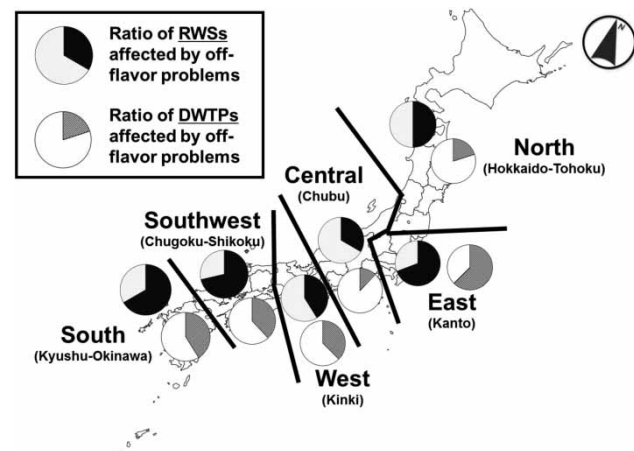 Ratio of RWSs
affected by off-
flavor problems
Ratio of DWTPs
affected by off-
flavor problems
N
North
(Hokkaido-Tohoku)
Central
(Chubu)
Southwest
(Chugoku-Shikoku)
East
(Kanto)
South
(Kyushu-Okinawa)
West
(Kinki)